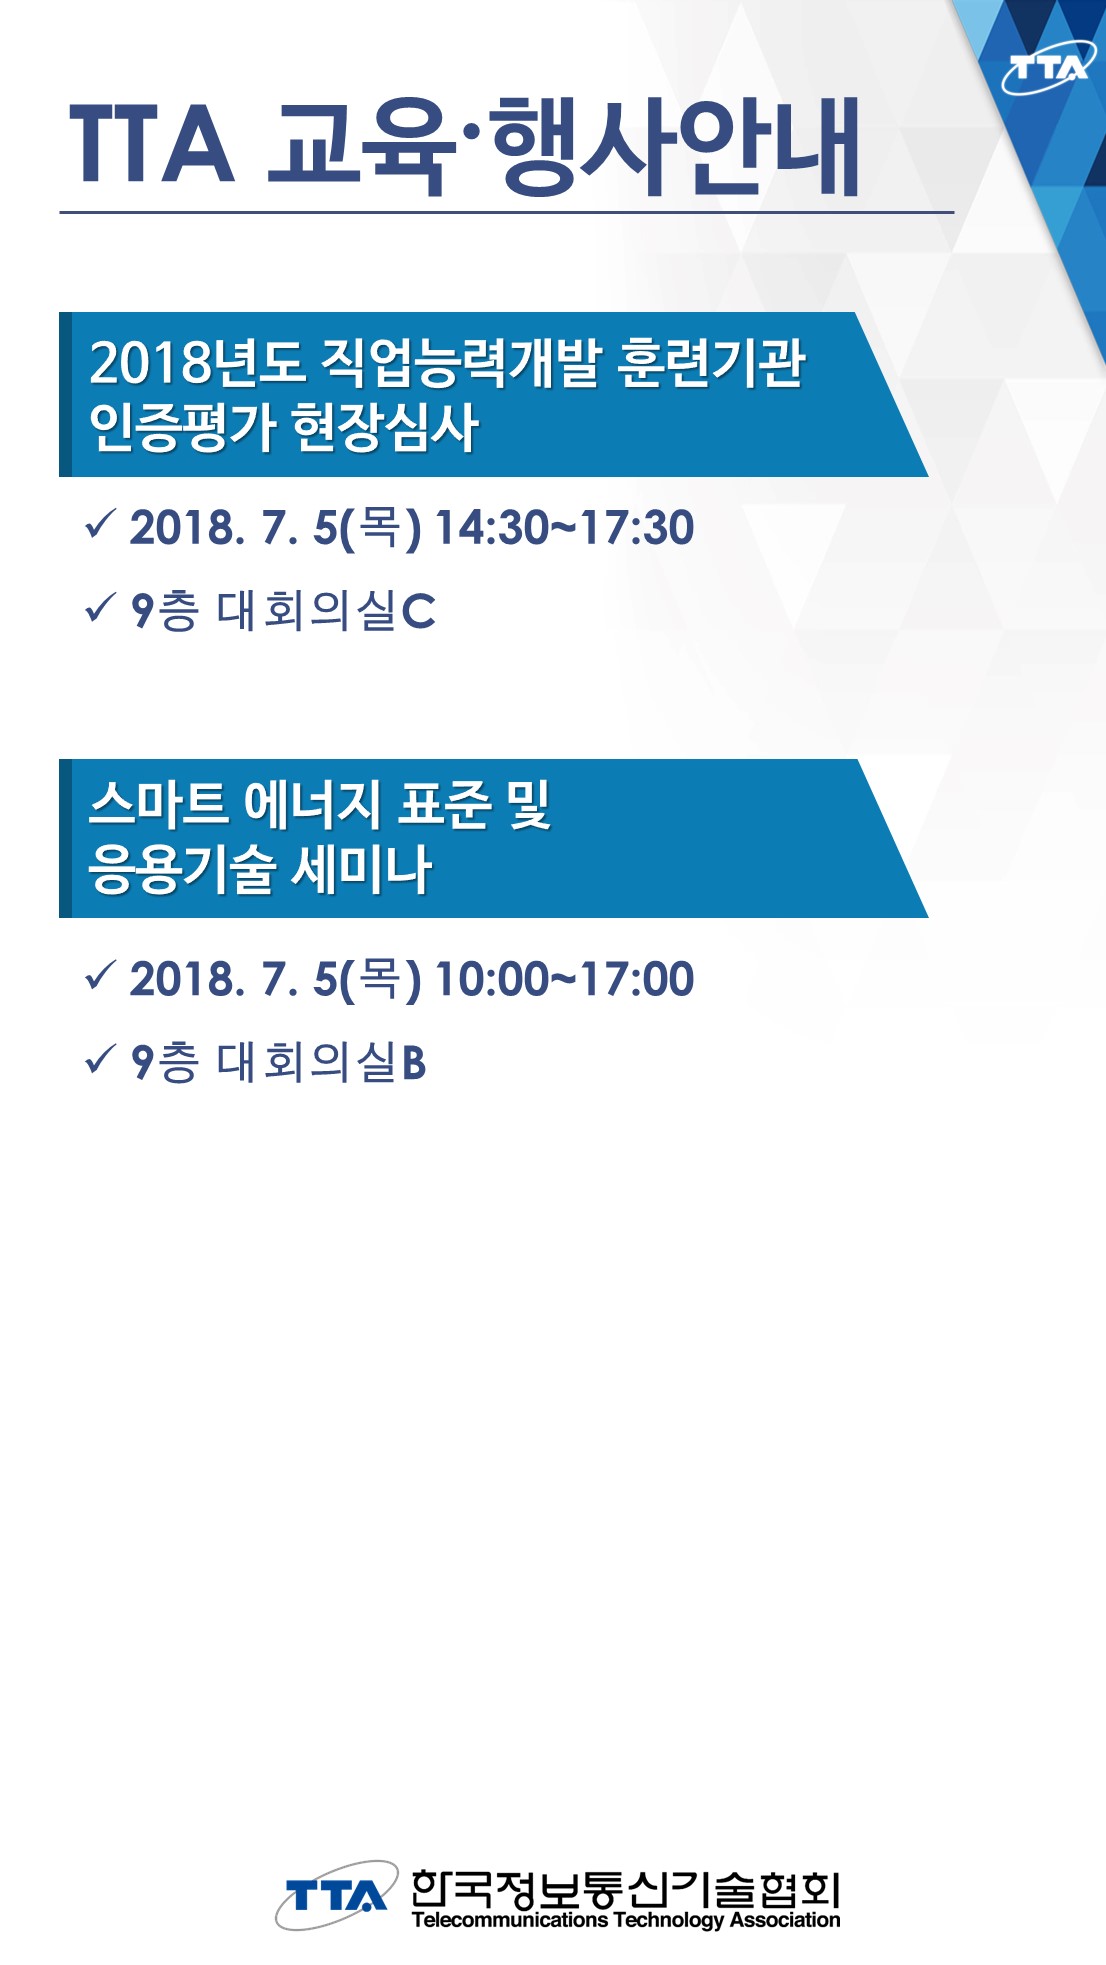 TTA
TTA 교육·행사안내
2018년도 직업능력개발 훈련기관
인증평가 현장심사
✓ 2018. 7. 5(목) 14:30~17:30
✓ 9층 대회의실C
스마트 에너지 표준 및
응용기술 세미나
✓ 2018. 7. 5(목) 10:00~17:00
✓ 9층 대회의실B
TTA 한국정보통신기술협회
Telecommunications Technology Association